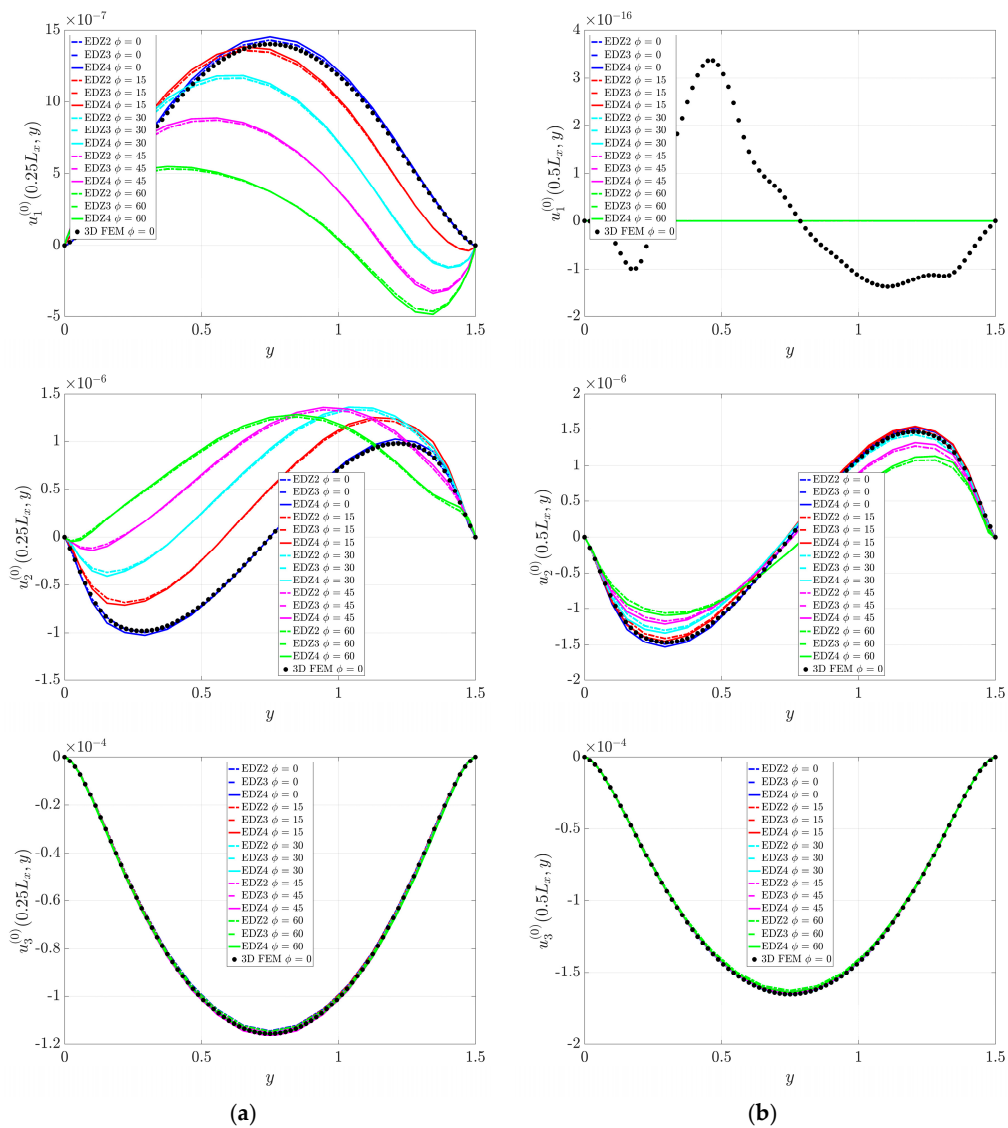 ×10⁻⁷
15
10
5
0
-5
u₁⁽⁰⁾(0.25Lₓ, y)
EDZ2 ϕ = 0
EDZ3 ϕ = 0
EDZ4 ϕ = 0
EDZ2 ϕ = 15
EDZ3 ϕ = 15
EDZ4 ϕ = 15
EDZ2 ϕ = 30
EDZ3 ϕ = 30
EDZ4 ϕ = 30
EDZ2 ϕ = 45
EDZ3 ϕ = 45
EDZ4 ϕ = 45
EDZ2 ϕ = 60
EDZ3 ϕ = 60
EDZ4 ϕ = 60
3D FEM ϕ = 0
0 0.5 1 1.5
y
×10⁻¹⁶
4
3
2
1
0
-1
-2
u₁⁽⁰⁾(0.5Lₓ, y)
EDZ2 ϕ = 0
EDZ3 ϕ = 0
EDZ4 ϕ = 0
EDZ2 ϕ = 15
EDZ3 ϕ = 15
EDZ4 ϕ = 15
EDZ2 ϕ = 30
EDZ3 ϕ = 30
EDZ4 ϕ = 30
EDZ2 ϕ = 45
EDZ3 ϕ = 45
EDZ4 ϕ = 45
EDZ2 ϕ = 60
EDZ3 ϕ = 60
EDZ4 ϕ = 60
3D FEM ϕ = 0
0 0.5 1 1.5
y
×10⁻⁶
1.5
1
0.5
0
-0.5
-1
-1.5
u₂⁽⁰⁾(0.25Lₓ, y)
EDZ2 ϕ = 0
EDZ3 ϕ = 0
EDZ4 ϕ = 0
EDZ2 ϕ = 15
EDZ3 ϕ = 15
EDZ4 ϕ = 15
EDZ2 ϕ = 30
EDZ3 ϕ = 30
EDZ4 ϕ = 30
EDZ2 ϕ = 45
EDZ3 ϕ = 45
EDZ4 ϕ = 45
EDZ2 ϕ = 60
EDZ3 ϕ = 60
EDZ4 ϕ = 60
3D FEM ϕ = 0
0 0.5 1 1.5
y
×10⁻⁶
2
1.5
1
0.5
0
-0.5
-1
-1.5
-2
u₂⁽⁰⁾(0.5Lₓ, y)
EDZ2 ϕ = 0
EDZ3 ϕ = 0
EDZ4 ϕ = 0
EDZ2 ϕ = 15
EDZ3 ϕ = 15
EDZ4 ϕ = 15
EDZ2 ϕ = 30
EDZ3 ϕ = 30
EDZ4 ϕ = 30
EDZ2 ϕ = 45
EDZ3 ϕ = 45
EDZ4 ϕ = 45
EDZ2 ϕ = 60
EDZ3 ϕ = 60
EDZ4 ϕ = 60
3D FEM ϕ = 0
0 0.5 1 1.5
y
×10⁻⁴
0
-0.2
-0.4
-0.6
-0.8
-1
-1.2
u₃⁽⁰⁾(0.25Lₓ, y)
EDZ2 ϕ = 0
EDZ3 ϕ = 0
EDZ4 ϕ = 0
EDZ2 ϕ = 15
EDZ3 ϕ = 15
EDZ4 ϕ = 15
EDZ2 ϕ = 30
EDZ3 ϕ = 30
EDZ4 ϕ = 30
EDZ2 ϕ = 45
EDZ3 ϕ = 45
EDZ4 ϕ = 45
EDZ2 ϕ = 60
EDZ3 ϕ = 60
EDZ4 ϕ = 60
3D FEM ϕ = 0
0 0.5 1 1.5
y
×10⁻⁴
0
-0.5
-1
-1.5
-2
u₃⁽⁰⁾(0.5Lₓ, y)
EDZ2 ϕ = 0
EDZ3 ϕ = 0
EDZ4 ϕ = 0
EDZ2 ϕ = 15
EDZ3 ϕ = 15
EDZ4 ϕ = 15
EDZ2 ϕ = 30
EDZ3 ϕ = 30
EDZ4 ϕ = 30
EDZ2 ϕ = 45
EDZ3 ϕ = 45
EDZ4 ϕ = 45
EDZ2 ϕ = 60
EDZ3 ϕ = 60
EDZ4 ϕ = 60
3D FEM ϕ = 0
0 0.5 1 1.5
y
(a)
(b)